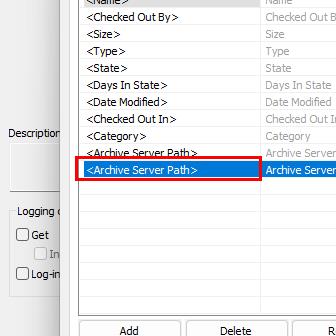 <Name> Name
<Checked Out By> Checked Out By
<Size> Size
<Type> Type
<State> State
<Days In State> Days In State
<Date Modified> Date Modified
<Checked Out In> Checked Out In
<Category> Category
<Archive Server Path> Archive Server
<Archive Server Path> Archive Server
Description
Logging
Get
In
Log-in
Add Delete